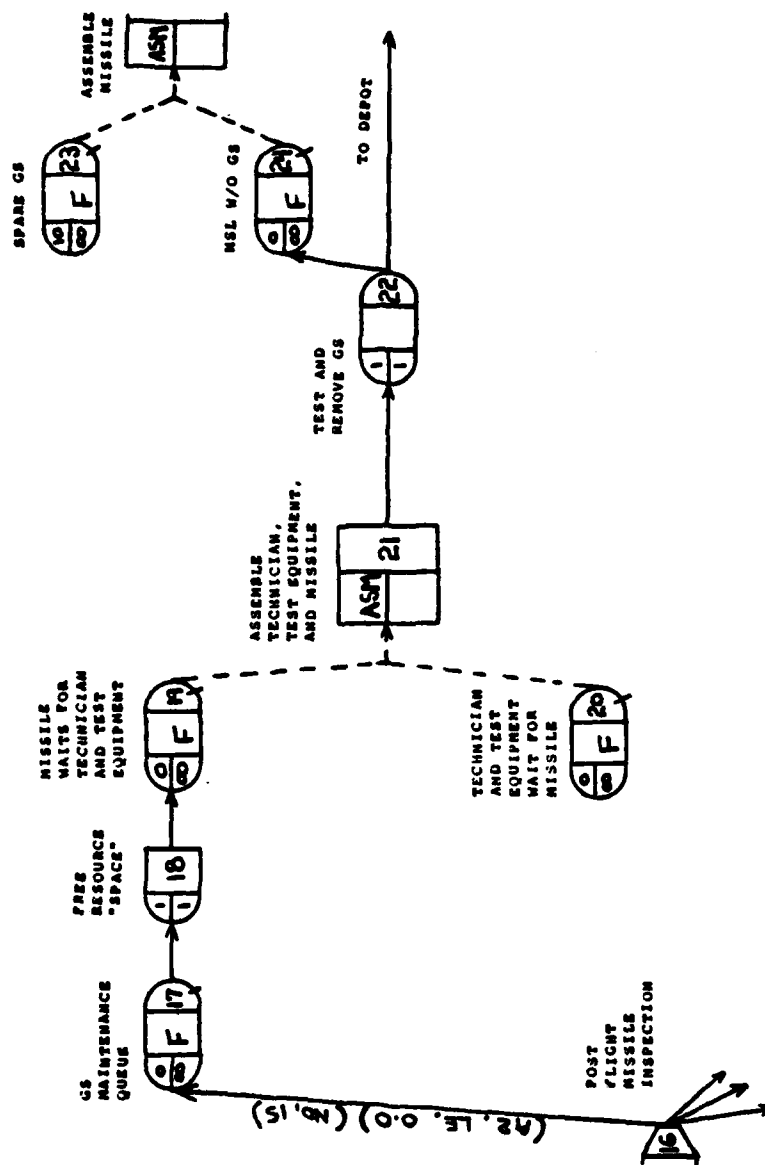 GS
MAINTENANCE
QUEUE
0
∞
F
17
FREE
RESOURCE
"SPACE"
1
1
18
MISSILE
WAITS FOR
TECHNICIAN
AND TEST
EQUIPMENT
0
∞
F
19
SPARE GS
∞
F
23
ASSEMBLE
MISSILE
ASM
MSL W/O GS
0
∞
F
24
ASSEMBLE
TECHNICIAN,
TEST EQUIPMENT,
AND MISSILE
ASM
21
TEST AND
REMOVE GS
1
1
22
TO DEPOT
TECHNICIAN
AND TEST
EQUIPMENT
WAIT FOR
MISSILE
0
∞
F
20
(A2. LE. 0.0) (NO, 15)
POST
FLIGHT
MISSILE
INSPECTION
16